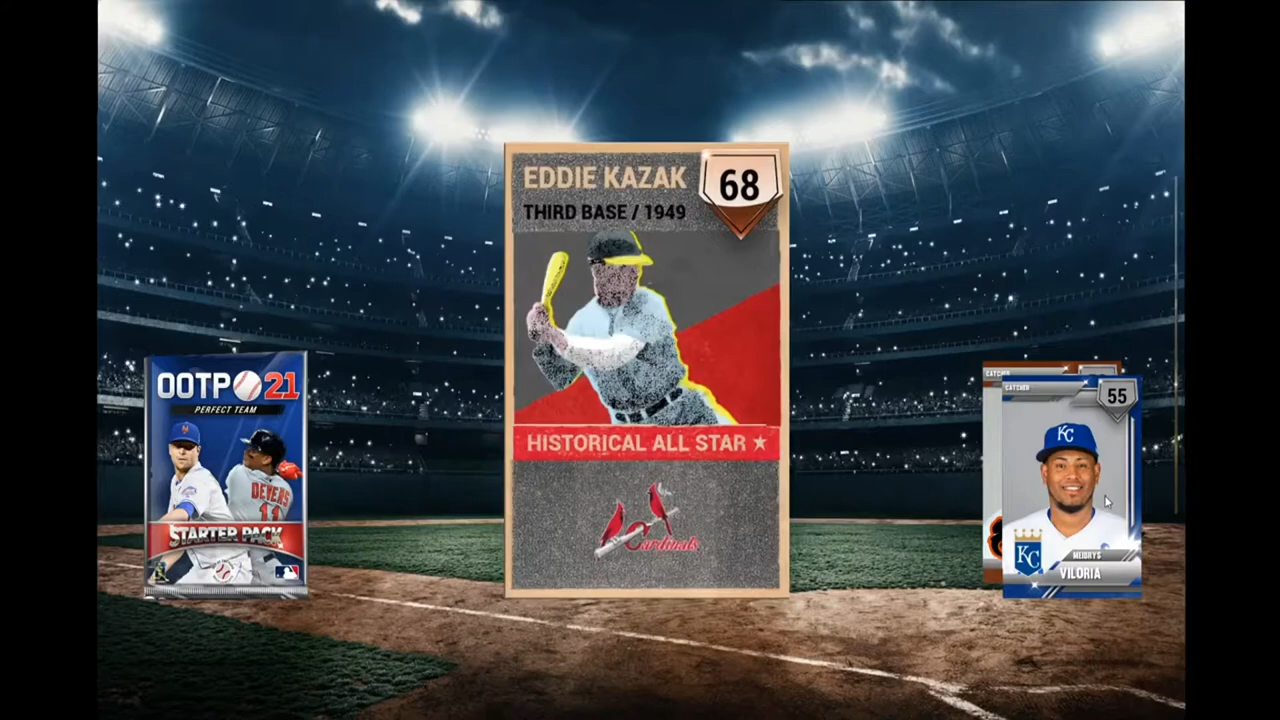 EDDIE KAZAK
68
THIRD BASE / 1949
HISTORICAL ALL STAR
Cardinals
OOTP 21
PERFECT TEAM
DEVERS
11
STARTER PACK
CATCHER
CATCHER
55
KC
KC
MEIBRYS
VILORIA